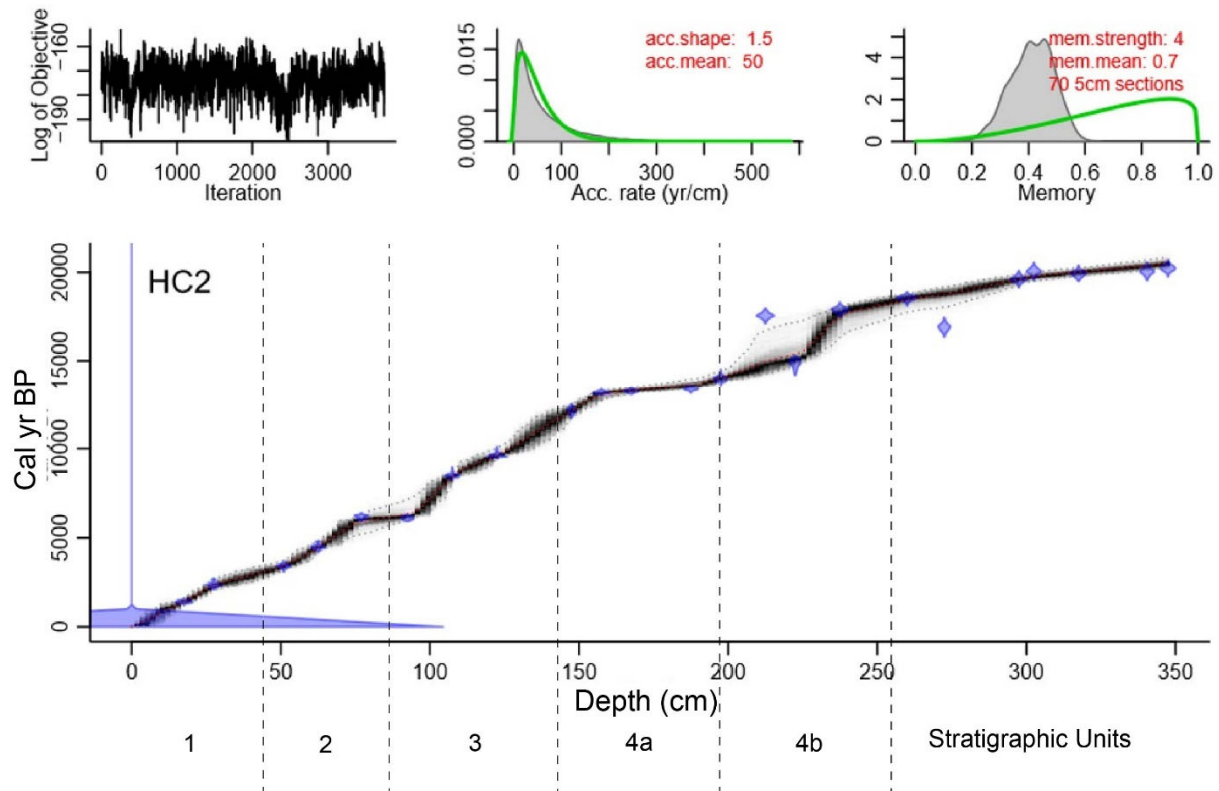 Log of Objective
-160
-190
0 1000 2000 3000
Iteration
0.015
0.000
acc.shape: 1.5
acc.mean: 50
0 100 300 500
Acc. rate (yr/cm)
4
2
0
mem.strength: 4
mem.mean: 0.7
70 5cm sections
0.0 0.2 0.4 0.6 0.8 1.0
Memory
HC2
Cal yr BP
20000
15000
10000
5000
0
0 50 100 150 200 250 300 350
Depth (cm)
1 2 3 4a 4b Stratigraphic Units